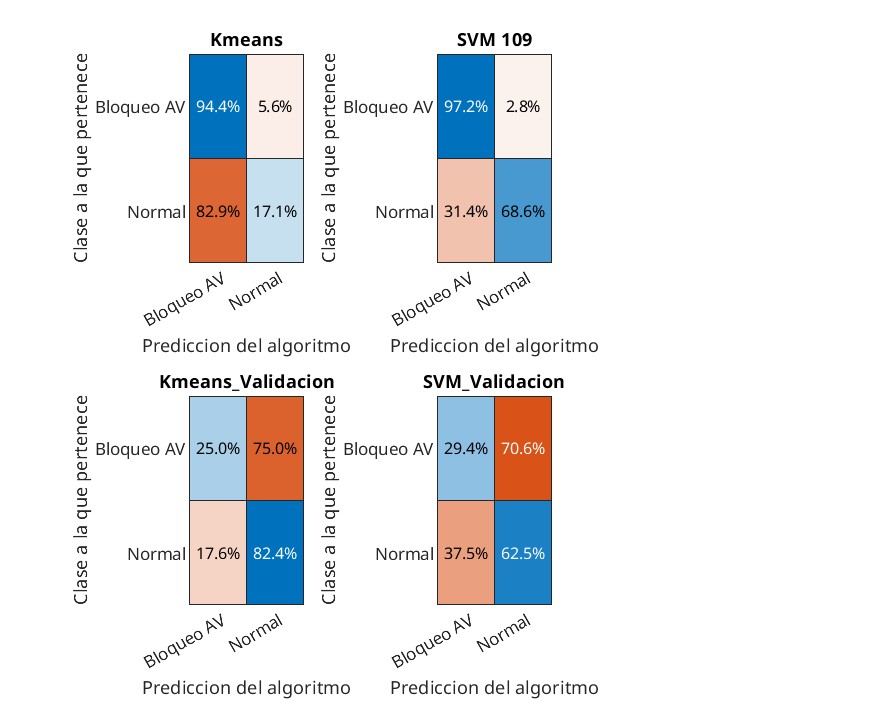 Kmeans
Clase a la que pertenece
Bloqueo AV
94.4%
5.6%
Normal
82.9%
17.1%
Bloqueo AV
Normal
Prediccion del algoritmo
SVM 109
Clase a la que pertenece
Bloqueo AV
97.2%
2.8%
Normal
31.4%
68.6%
Bloqueo AV
Normal
Prediccion del algoritmo
Kmeans_Validacion
Clase a la que pertenece
Bloqueo AV
25.0%
75.0%
Normal
17.6%
82.4%
Bloqueo AV
Normal
Prediccion del algoritmo
SVM_Validacion
Clase a la que pertenece
Bloqueo AV
29.4%
70.6%
Normal
37.5%
62.5%
Bloqueo AV
Normal
Prediccion del algoritmo